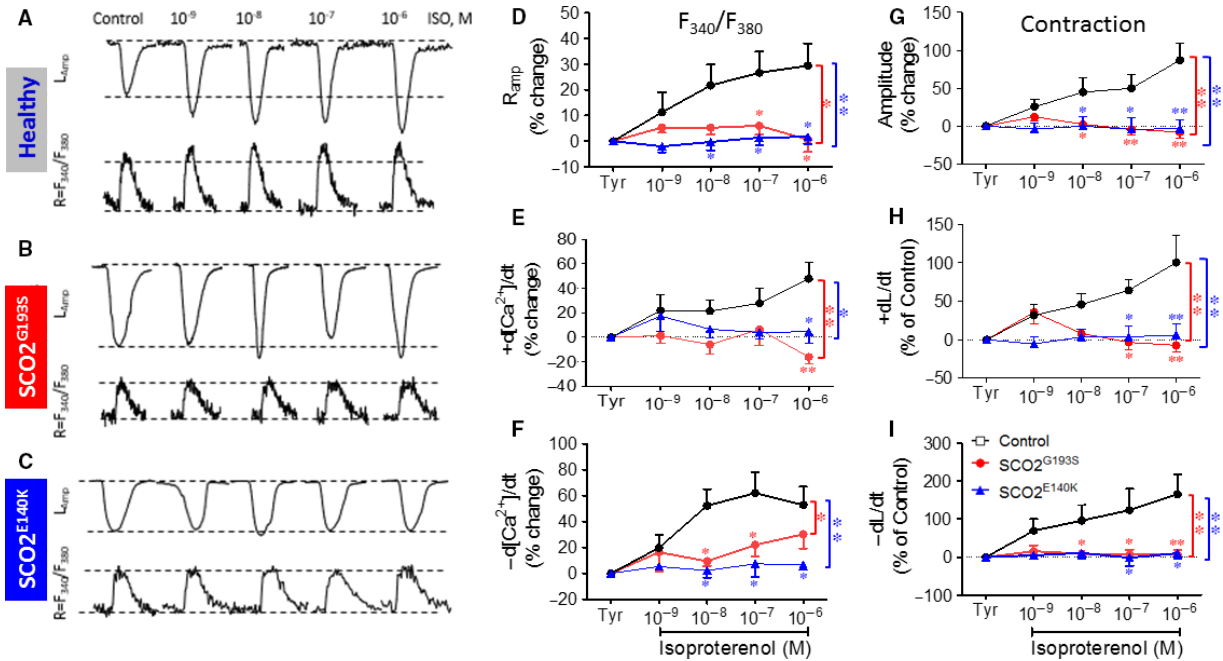 A
Control 10⁻⁹ 10⁻⁸ 10⁻⁷ 10⁻⁶ ISO, M
Healthy
L_Amp
R=F₃₄₀/F₃₈₀
B
SCO2^G193S
L_Amp
R=F₃₄₀/F₃₈₀
C
SCO2^E140K
L_Amp
R=F₃₄₀/F₃₈₀
D
F₃₄₀/F₃₈₀
R_amp
(% change)
40
30
20
10
0
−10
*
**
* *
* * * *
Tyr 10⁻⁹ 10⁻⁸ 10⁻⁷ 10⁻⁶
E
+d[Ca²⁺]/dt
(% change)
80
60
40
20
0
−20
−40
**
*
*
**
Tyr 10⁻⁹ 10⁻⁸ 10⁻⁷ 10⁻⁶
F
−d[Ca²⁺]/dt
(% change)
100
80
60
40
20
0
−20
*
**
* *
* * *
Tyr 10⁻⁹ 10⁻⁸ 10⁻⁷ 10⁻⁶
Isoproterenol (M)
G
Contraction
Amplitude
(% change)
150
100
50
0
−50
**
**
* * **
* ** **
Tyr 10⁻⁹ 10⁻⁸ 10⁻⁷ 10⁻⁶
H
+dL/dt
(% of Control)
150
100
50
0
−50
**
**
* **
* **
Tyr 10⁻⁹ 10⁻⁸ 10⁻⁷ 10⁻⁶
I
−dL/dt
(% of Control)
300
200
100
0
−100
Control
SCO2^G193S
SCO2^E140K
**
**
* * **
* *
Tyr 10⁻⁹ 10⁻⁸ 10⁻⁷ 10⁻⁶
Isoproterenol (M)